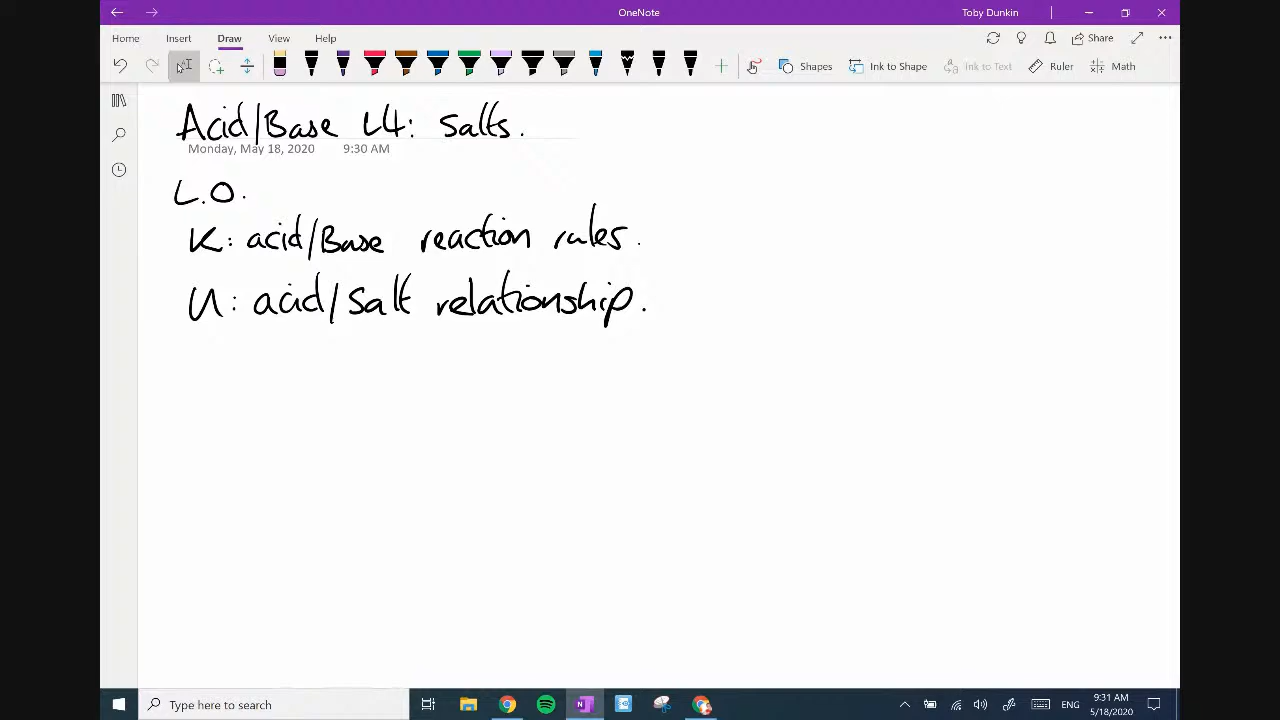 OneNote
Toby Dunkin
Home Insert Draw View Help
Share
Shapes Ink to Shape Ink to Text Ruler Math
Acid/Base L4: Salts.
Monday, May 18, 2020 9:30 AM
L.O.
K: acid/Base reaction rules.
U: acid/Salt relationship.
Type here to search
ENG
9:31 AM
5/18/2020